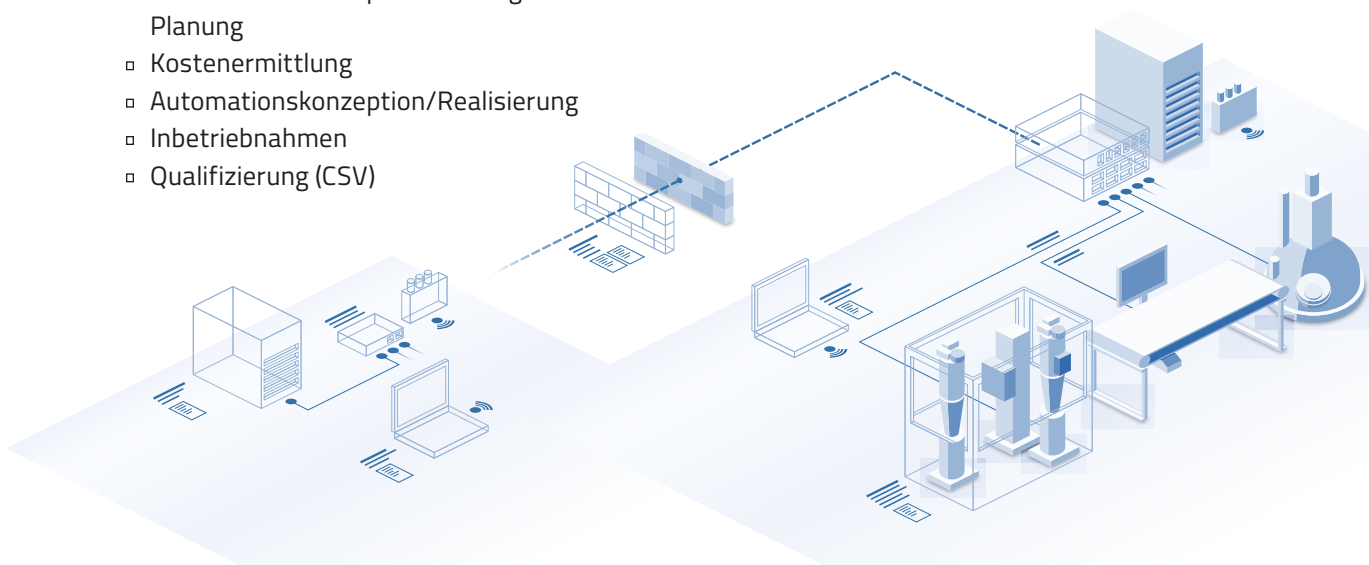 Planung
▫ Kostenermittlung
▫ Automationskonzeption/Realisierung
▫ Inbetriebnahmen
▫ Qualifizierung (CSV)